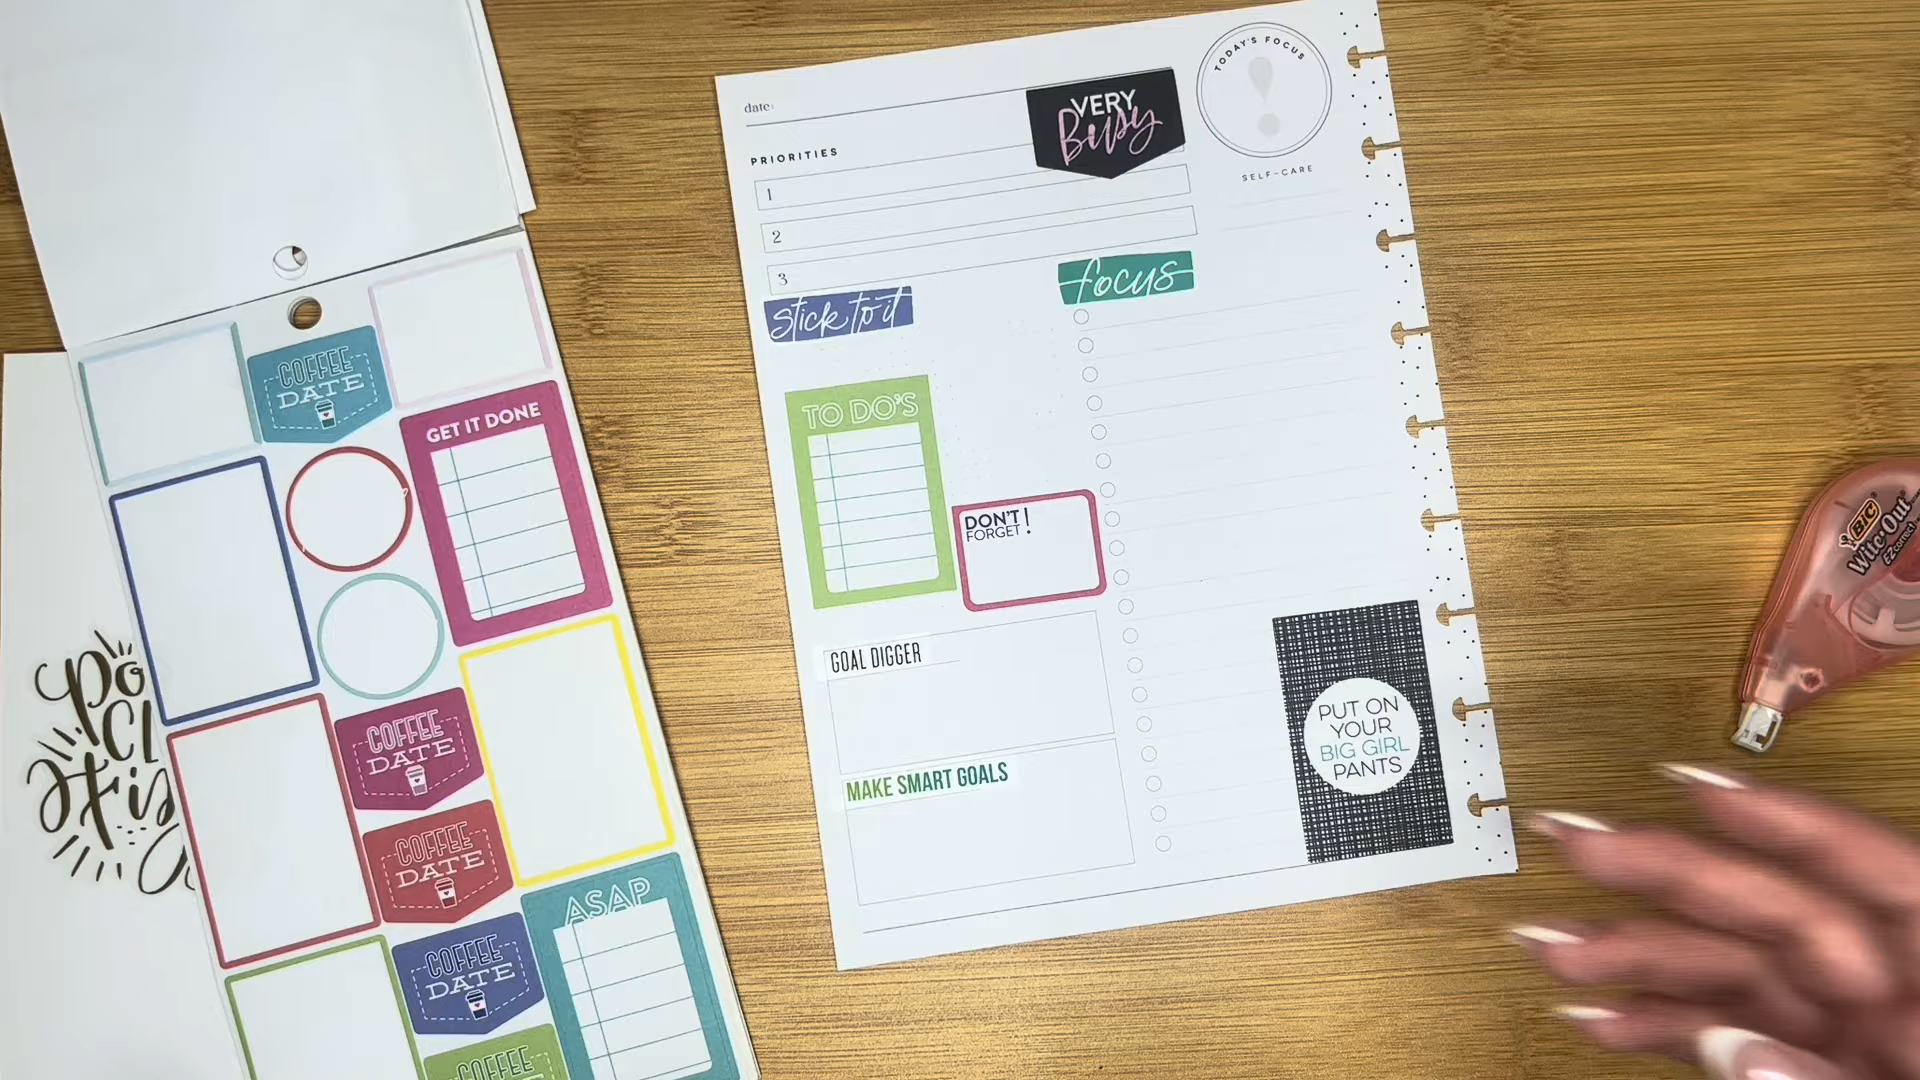 COFFEE
DATE
GET IT DONE
COFFEE
DATE
COFFEE
DATE
ASAP
COFFEE
DATE
COFFEE
date:
VERY
Busy
TODAY'S FOCUS
PRIORITIES
SELF-CARE
1
2
3
stick to it
focus
TO DO'S
DON'T
FORGET!
GOAL DIGGER
MAKE SMART GOALS
PUT ON
YOUR
BIG GIRL
PANTS
BIC
Wite-Out
EZcorrect